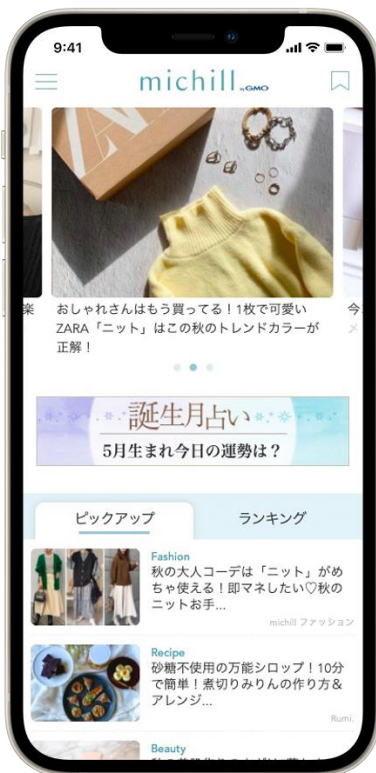 9:41
michill byGMO
楽
おしゃれさんはもう買ってる！1枚で可愛い
ZARA「ニット」はこの秋のトレンドカラーが
正解！
今
メ
誕生月占い
5月生まれ今日の運勢は？
ピックアップ
ランキング
Fashion
秋の大人コーデは「ニット」がめ
ちゃ使える！即マネしたい♡秋の
ニットお手...
michill ファッション
Recipe
砂糖不使用の万能シロップ！10分
で簡単！煮切りみりんの作り方＆
アレンジ...
Rumi.
Beauty